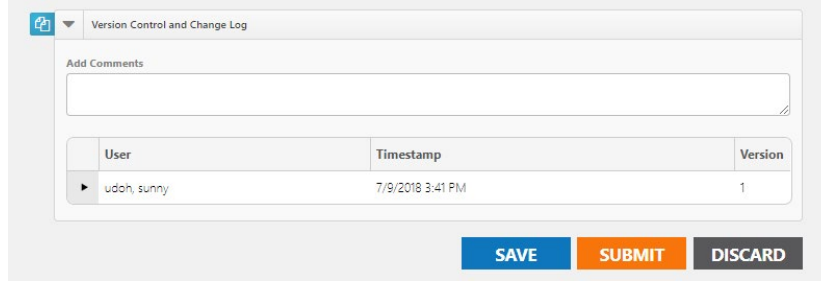 Version Control and Change Log
Add Comments
User Timestamp Version
udoh, sunny 7/9/2018 3:41 PM 1
SAVE SUBMIT DISCARD